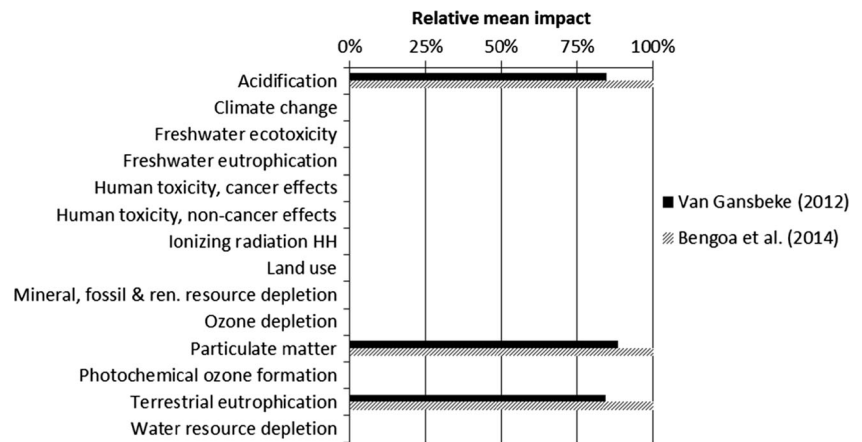 Relative mean impact
0% 25% 50% 75% 100%
Acidification
Climate change
Freshwater ecotoxicity
Freshwater eutrophication
Human toxicity, cancer effects
Human toxicity, non-cancer effects
Ionizing radiation HH
Land use
Mineral, fossil & ren. resource depletion
Ozone depletion
Particulate matter
Photochemical ozone formation
Terrestrial eutrophication
Water resource depletion
Van Gansbeke (2012)
Bengoa et al. (2014)